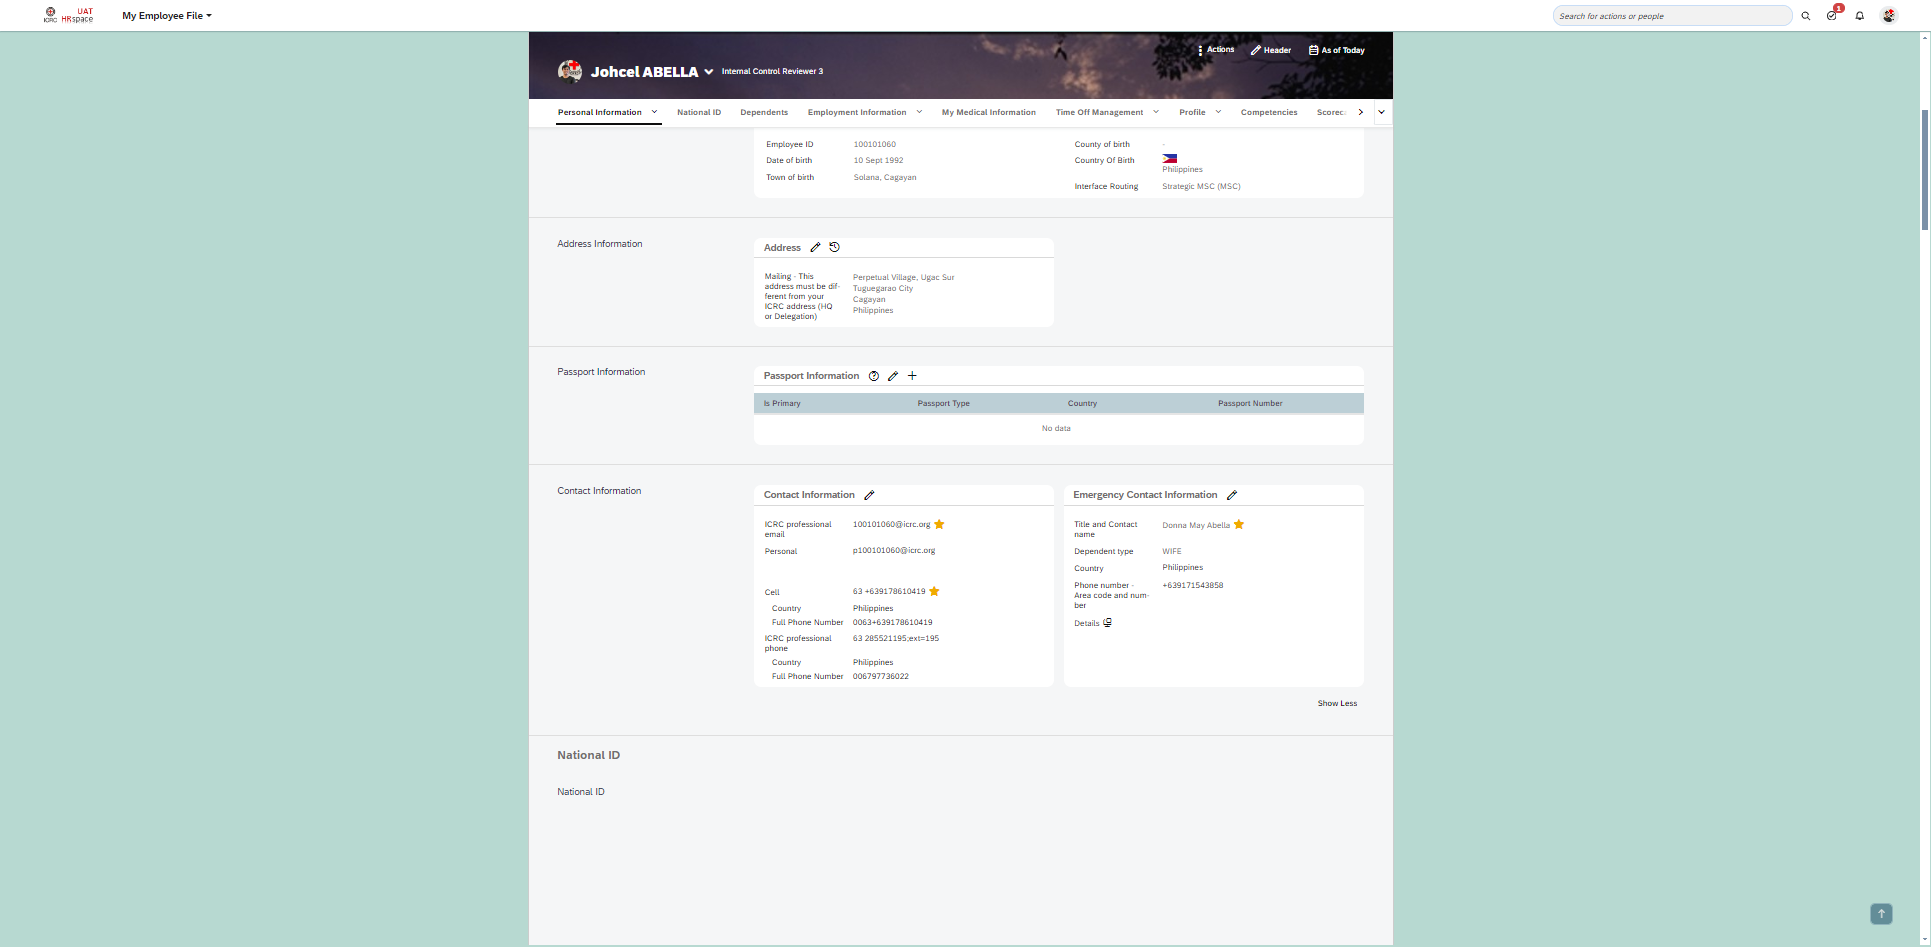 ICRC UAT HRspace My Employee File Search for actions or people 1
Actions Header As of Today
Johcel ABELLA Internal Control Reviewer 3
Personal Information National ID Dependents Employment Information My Medical Information Time Off Management Profile Competencies Scorec
Employee ID 100101060
Date of birth 10 Sept 1992
Town of birth Solana, Cagayan
County of birth -
Country Of Birth
Philippines
Interface Routing Strategic MSC (MSC)
Address Information
Address
Mailing - This
address must be dif-
ferent from your
ICRC address (HQ
or Delegation)
Perpetual Village, Ugac Sur
Tuguegarao City
Cagayan
Philippines
Passport Information
Passport Information
Is Primary Passport Type Country Passport Number
No data
Contact Information
Contact Information
ICRC professional
email
100101060@icrc.org
Personal p100101060@icrc.org
Cell 63 +639178610419
Country Philippines
Full Phone Number 0063+639178610419
ICRC professional
phone
63 285521195;ext=195
Country Philippines
Full Phone Number 006797736022
Emergency Contact Information
Title and Contact
name
Donna May Abella
Dependent type WIFE
Country Philippines
Phone number -
Area code and num-
ber
+639171543858
Details
Show Less
National ID
National ID